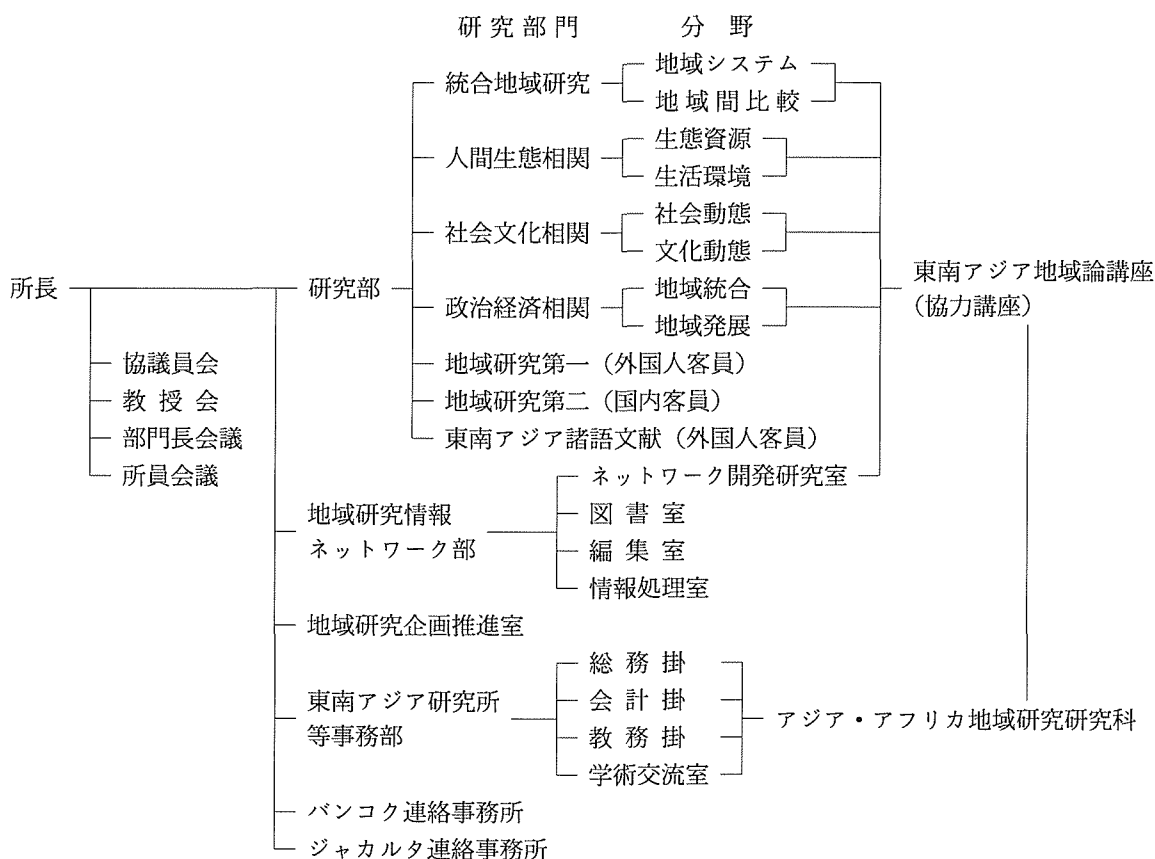 研究部門
分野
統合地域研究
地域システム
地域間比較
人間生態相関
生態資源
生活環境
社会文化相関
社会動態
文化動態
政治経済相関
地域統合
地域発展
所長
研究部
東南アジア地域論講座
(協力講座)
協議員会
教授会
部門長会議
所員会議
地域研究第一(外国人客員)
地域研究第二(国内客員)
東南アジア諸語文献(外国人客員)
地域研究情報
ネットワーク部
ネットワーク開発研究室
図書室
編集室
情報処理室
地域研究企画推進室
東南アジア研究所
等事務部
総務掛
会計掛
教務掛
学術交流室
アジア・アフリカ地域研究研究科
バンコク連絡事務所
ジャカルタ連絡事務所